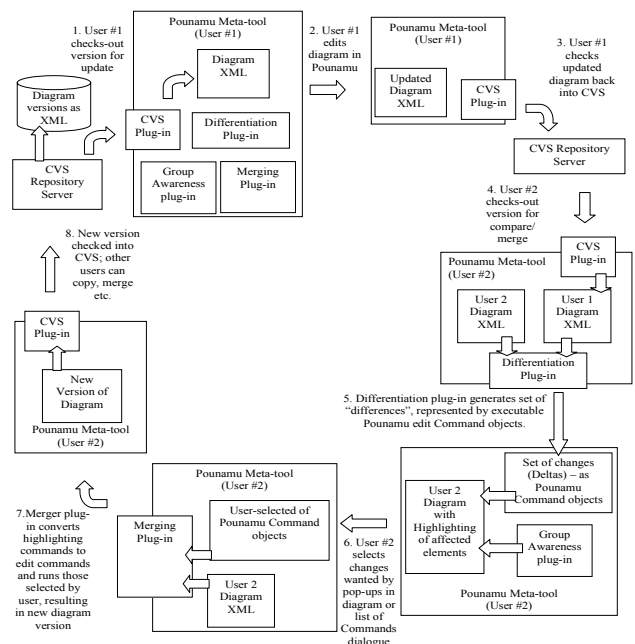 1. User #1
checks-out
version for
update
Pounamu Meta-tool
(User #1)
Diagram
XML
Diagram
versions as
XML
CVS
Plug-in
Differentiation
Plug-in
Group
Awareness
plug-in
Merging
Plug-in
CVS
Repository
Server
2. User #1
edits
diagram in
Pounamu
Pounamu Meta-tool
(User #1)
Updated
Diagram
XML
CVS
Plug-in
3. User #1
checks
updated
diagram back
into CVS
CVS Repository
Server
4. User #2
checks-out
version for
compare/
merge
CVS
Plug-in
Pounamu Meta-tool
(User #2)
User 2
Diagram
XML
User 1
Diagram
XML
Differentiation
Plug-in
5. Differentiation plug-in generates set of
“differences”, represented by executable
Pounamu edit Command objects.
Set of changes
(Deltas) – as
Pounamu
Command objects
User 2
Diagram
with
Highlighting
of affected
elements
Group
Awareness
plug-in
Pounamu Meta-tool
(User #2)
6. User #2
selects
changes
wanted by
pop-ups in
diagram or
list of
Commands
dialogue
Pounamu Meta-tool
(User #2)
User-selected of
Pounamu Command
objects
Merging
Plug-in
User 2
Diagram
XML
7.Merger plug-
in converts
highlighting
commands to
edit commands
and runs those
selected by
user, resulting
in new diagram
version
8. New version
checked into
CVS; other
users can
copy, merge
etc.
CVS
Plug-in
New
Version of
Diagram
Pounamu Meta-tool
(User #2)